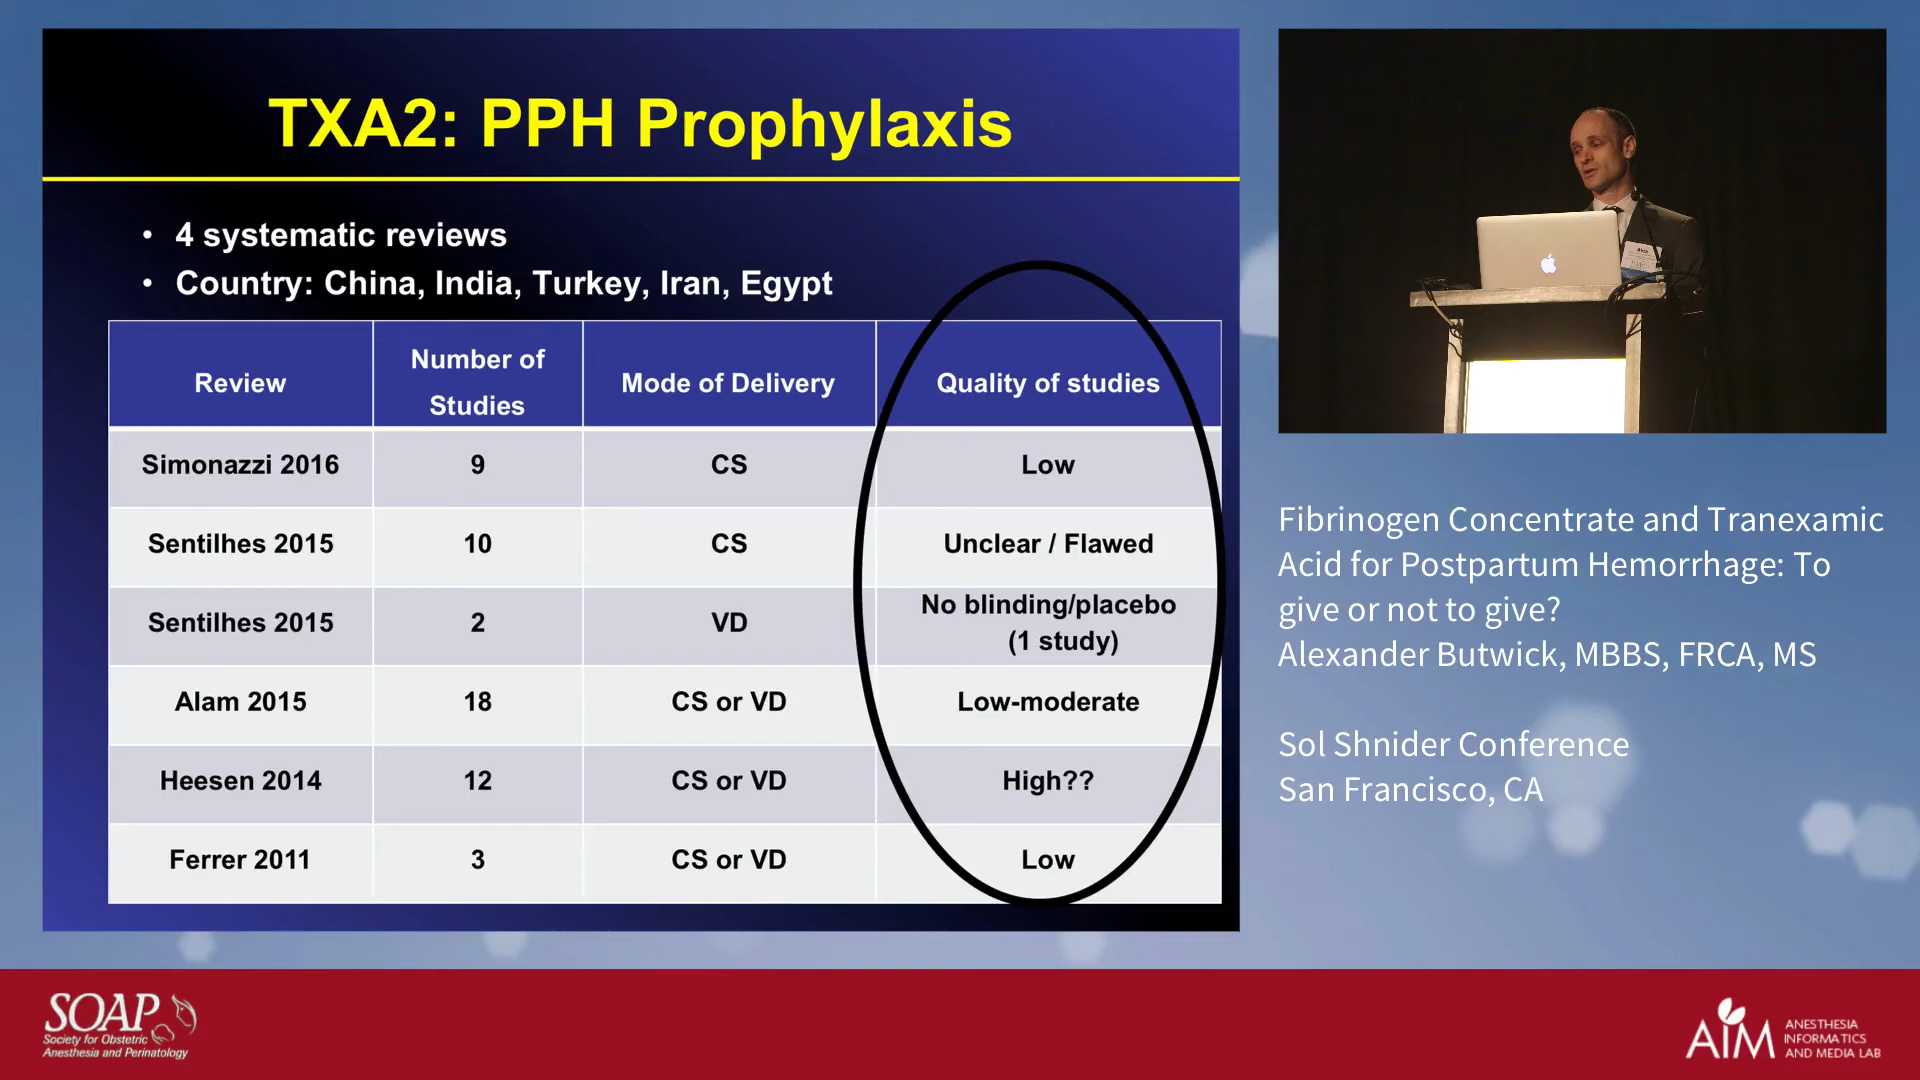 TXA2: PPH Prophylaxis
• 4 systematic reviews
• Country: China, India, Turkey, Iran, Egypt
Review
Number of
Studies
Mode of Delivery
Quality of studies
Simonazzi 2016 9 CS Low
Sentilhes 2015 10 CS Unclear / Flawed
Sentilhes 2015 2 VD No blinding/placebo
(1 study)
Alam 2015 18 CS or VD Low-moderate
Heesen 2014 12 CS or VD High??
Ferrer 2011 3 CS or VD Low
Fibrinogen Concentrate and Tranexamic
Acid for Postpartum Hemorrhage: To
give or not to give?
Alexander Butwick, MBBS, FRCA, MS
Sol Shnider Conference
San Francisco, CA
SOAP
Society for Obstetric
Anesthesia and Perinatology
AIM
ANESTHESIA
INFORMATICS
AND MEDIA LAB